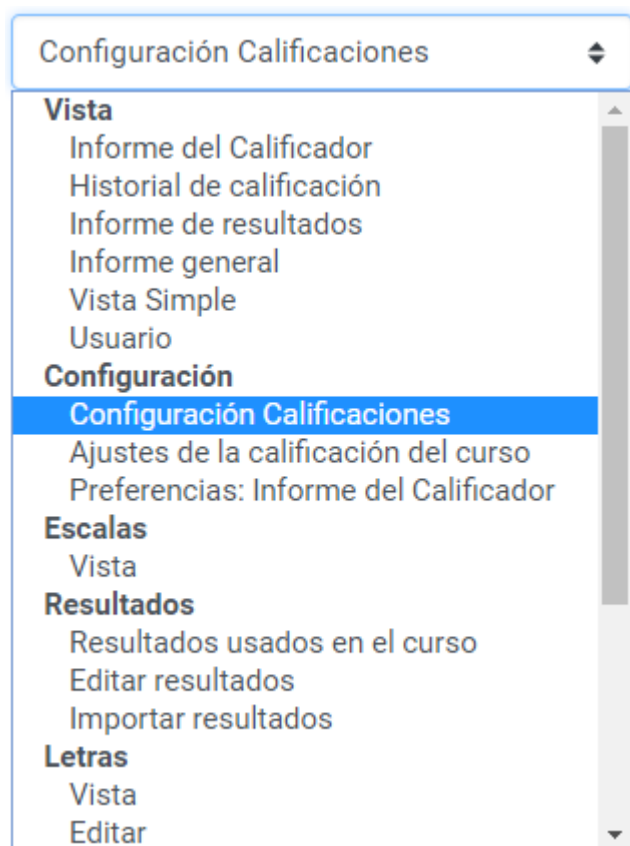 Configuración Calificaciones
Vista
Informe del Calificador
Historial de calificación
Informe de resultados
Informe general
Vista Simple
Usuario
Configuración
Configuración Calificaciones
Ajustes de la calificación del curso
Preferencias: Informe del Calificador
Escalas
Vista
Resultados
Resultados usados en el curso
Editar resultados
Importar resultados
Letras
Vista
Editar